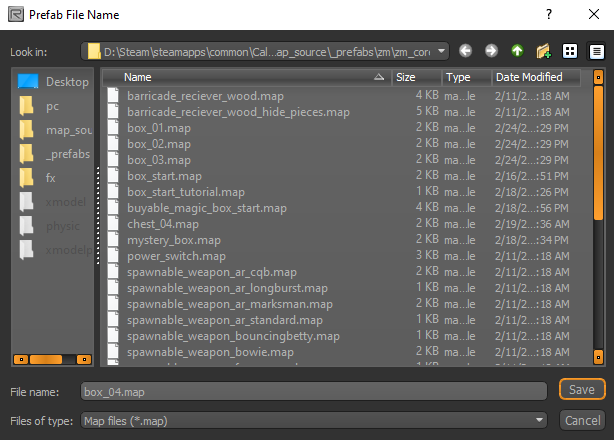 Prefab File Name
Look in: D:\Steam\steamapps\common\Cal...ap_source\_prefabs\zm\zm_cor
Desktop
pc
map_sou
_prefabs
fx
xmodel
physic
xmodelp
Name Size Type Date Modified
barricade_reciever_wood.map 4 KB ma...le 2/11/2...:18 AM
barricade_reciever_wood_hide_pieces.map 5 KB ma...le 2/11/2...:18 AM
box_01.map 2 KB ma...le 2/24/2...:29 PM
box_02.map 2 KB ma...le 2/24/2...:29 PM
box_03.map 2 KB ma...le 2/24/2...:29 PM
box_start.map 2 KB ma...le 2/16/2...:51 PM
box_start_tutorial.map 1 KB ma...le 2/18/2...:26 PM
buyable_magic_box_start.map 4 KB ma...le 2/18/2...:56 PM
chest_04.map 2 KB ma...le 2/19/2...:36 AM
mystery_box.map 2 KB ma...le 2/18/2...:34 PM
power_switch.map 3 KB ma...le 2/11/2...:18 AM
spawnable_weapon_ar_cqb.map 2 KB ma...le 2/11/2...:18 AM
spawnable_weapon_ar_longburst.map 1 KB ma...le 2/11/2...:18 AM
spawnable_weapon_ar_marksman.map 2 KB ma...le 2/11/2...:18 AM
spawnable_weapon_ar_standard.map 2 KB ma...le 2/11/2...:18 AM
spawnable_weapon_bouncingbetty.map 2 KB ma...le 2/11/2...:18 AM
spawnable_weapon_bowie.map 2 KB ma...le 2/11/2...:18 AM
File name: box_04.map Save
Files of type: Map files (*.map) Cancel